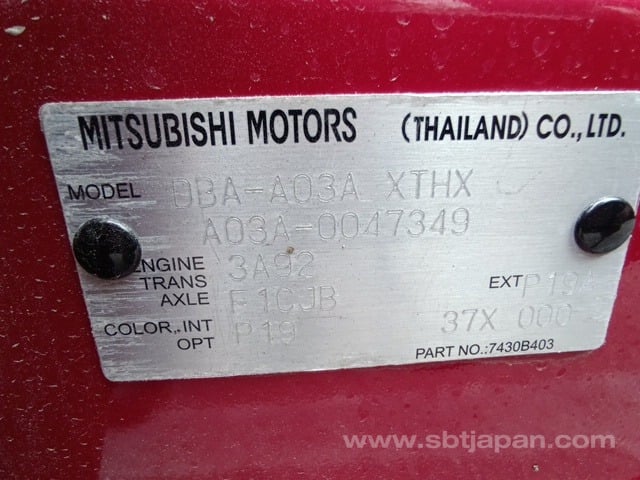 MITSUBISHI MOTORS (THAILAND) CO., LTD.
MODEL DBA-A03A XTHX
A03A-0047349
ENGINE 3A92
TRANS
AXLE F1CJB EXT P19A
COLOR, INT P19 37X 000
OPT
PART NO.:7430B403
www.sbtjapan.com